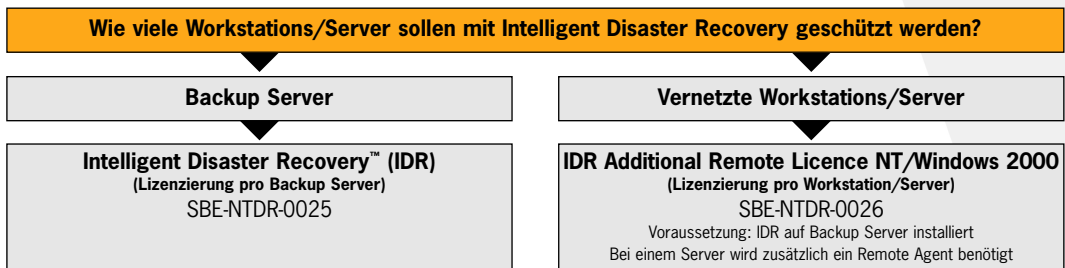 Wie viele Workstations/Server sollen mit Intelligent Disaster Recovery geschützt werden?
Backup Server
Intelligent Disaster Recovery™ (IDR)
(Lizenzierung pro Backup Server)
SBE-NTDR-0025
Vernetzte Workstations/Server
IDR Additional Remote Licence NT/Windows 2000
(Lizenzierung pro Workstation/Server)
SBE-NTDR-0026
Voraussetzung: IDR auf Backup Server installiert
Bei einem Server wird zusätzlich ein Remote Agent benötigt